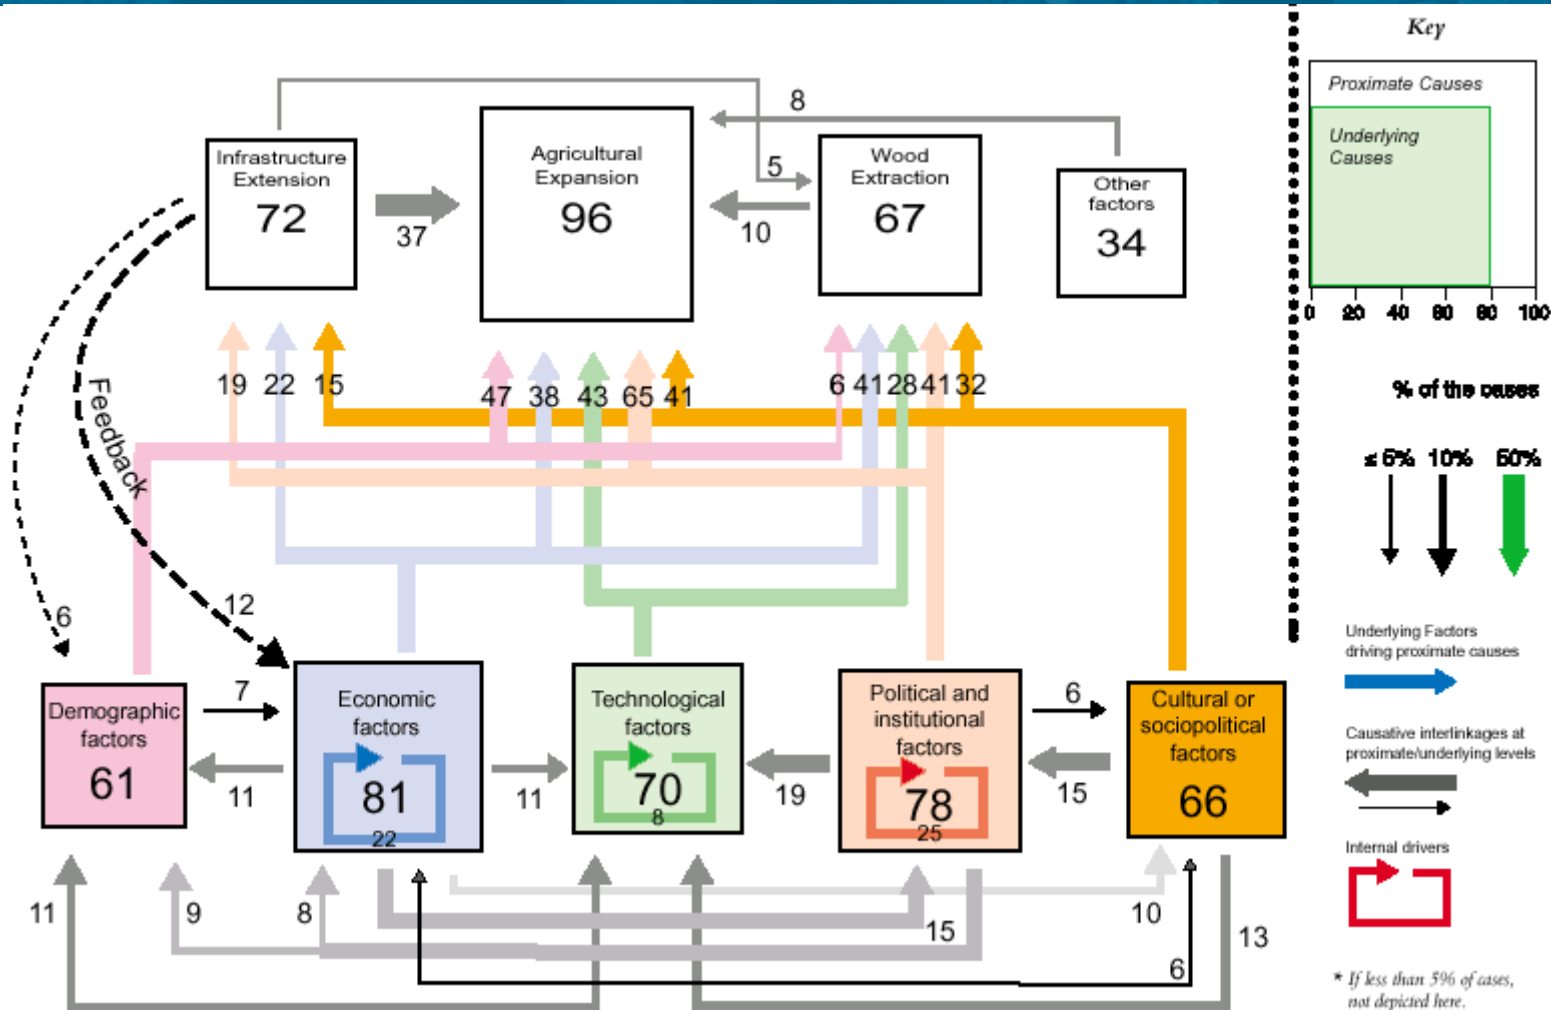 Key
Proximate Causes
Underlying
Causes
0 20 40 60 80 100
% of the cases
≤ 5% 10% 50%
Underlying Factors
driving proximate causes
Causative interlinkages at
proximate/underlying levels
Internal drivers
* If less than 5% of cases,
not depicted here.
Infrastructure
Extension
72
37
Agricultural
Expansion
96
8
5
10
Wood
Extraction
67
Other
factors
34
19 22 15
47 38 43 65 41
6 41 28 41 32
Feedback
6
12
Demographic
factors
61
7
11
Economic
factors
81
22
11
Technological
factors
70
8
19
Political and
institutional
factors
78
25
6
15
Cultural or
sociopolitical
factors
66
11
9
8
15
10
6
13